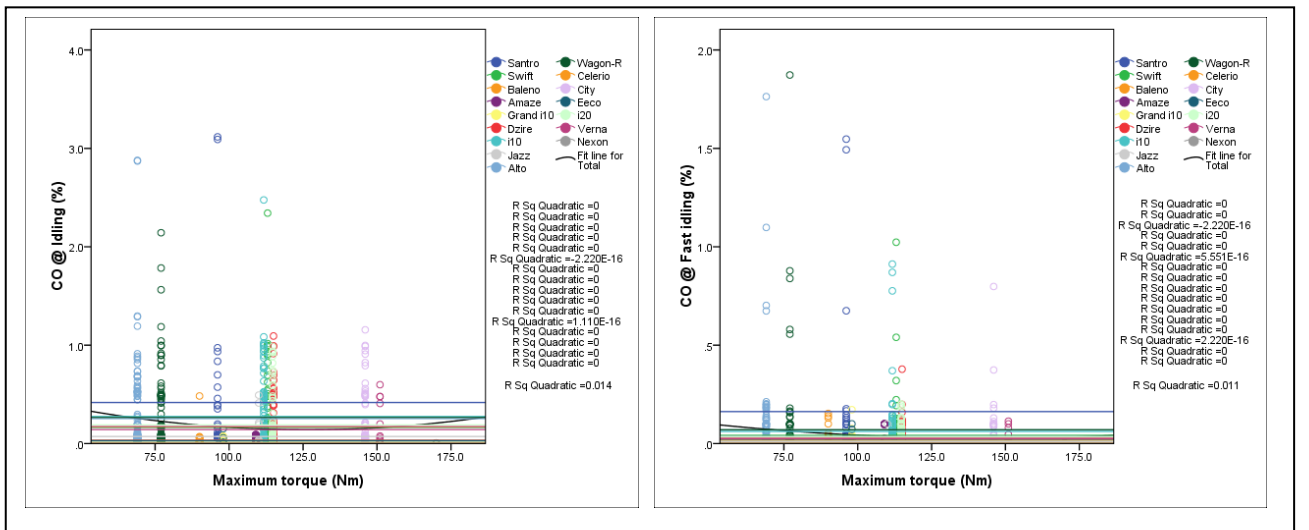 4.0
3.0
2.0
1.0
.0
CO @ Idling (%)
75.0 100.0 125.0 150.0 175.0
Maximum torque (Nm)
Santro Wagon-R
Swift Celerio
Baleno City
Amaze Eeco
Grand i10 i20
Dzire Verna
i10 Nexon
Jazz Fit line for
Alto Total
R Sq Quadratic =0
R Sq Quadratic =0
R Sq Quadratic =0
R Sq Quadratic =0
R Sq Quadratic =0
R Sq Quadratic =-2.220E-16
R Sq Quadratic =0
R Sq Quadratic =0
R Sq Quadratic =0
R Sq Quadratic =0
R Sq Quadratic =0
R Sq Quadratic =1.110E-16
R Sq Quadratic =0
R Sq Quadratic =0
R Sq Quadratic =0
R Sq Quadratic =0
R Sq Quadratic =0.014
2.0
1.5
1.0
.5
.0
CO @ Fast idling (%)
75.0 100.0 125.0 150.0 175.0
Maximum torque (Nm)
Santro Wagon-R
Swift Celerio
Baleno City
Amaze Eeco
Grand i10 i20
Dzire Verna
i10 Nexon
Jazz Fit line for
Alto Total
R Sq Quadratic =0
R Sq Quadratic =0
R Sq Quadratic =-2.220E-16
R Sq Quadratic =0
R Sq Quadratic =0
R Sq Quadratic =5.551E-16
R Sq Quadratic =0
R Sq Quadratic =0
R Sq Quadratic =0
R Sq Quadratic =0
R Sq Quadratic =0
R Sq Quadratic =0
R Sq Quadratic =0
R Sq Quadratic =2.220E-16
R Sq Quadratic =0
R Sq Quadratic =0
R Sq Quadratic =0.011